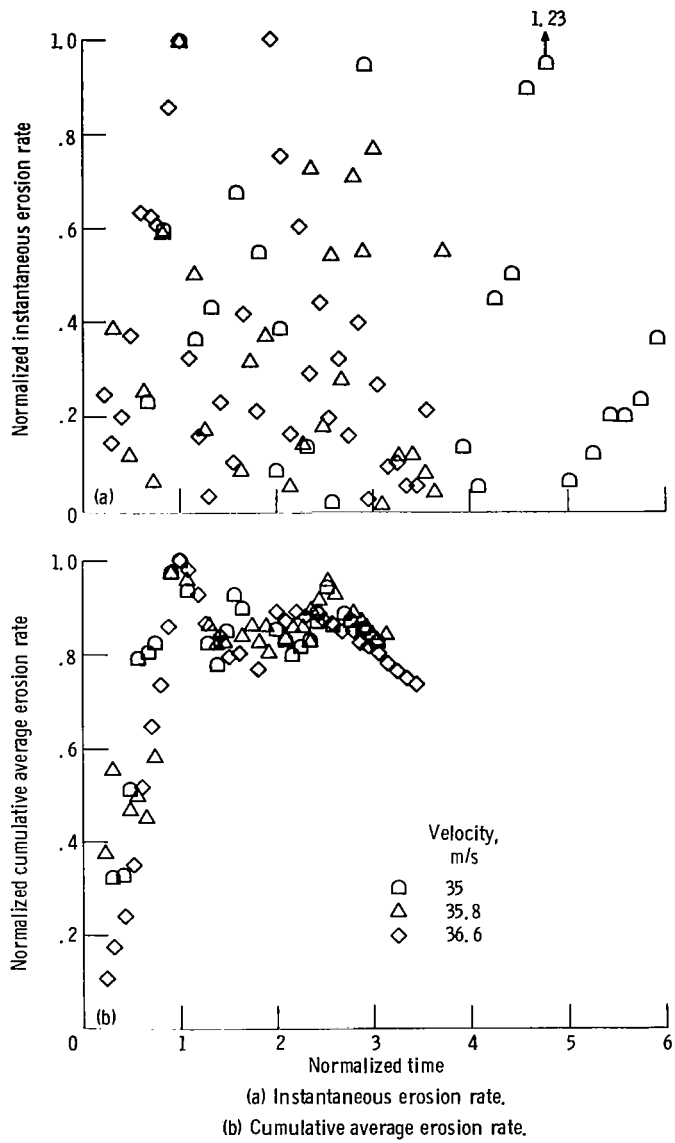 1.23
1.0
.8
.6
.4
.2
0
Normalized instantaneous erosion rate
(a)
1.0
.8
.6
.4
.2
0
Normalized cumulative average erosion rate
(b)
Velocity,
m/s
35
35.8
36.6
1 2 3 4 5 6
Normalized time
(a) Instantaneous erosion rate.
(b) Cumulative average erosion rate.